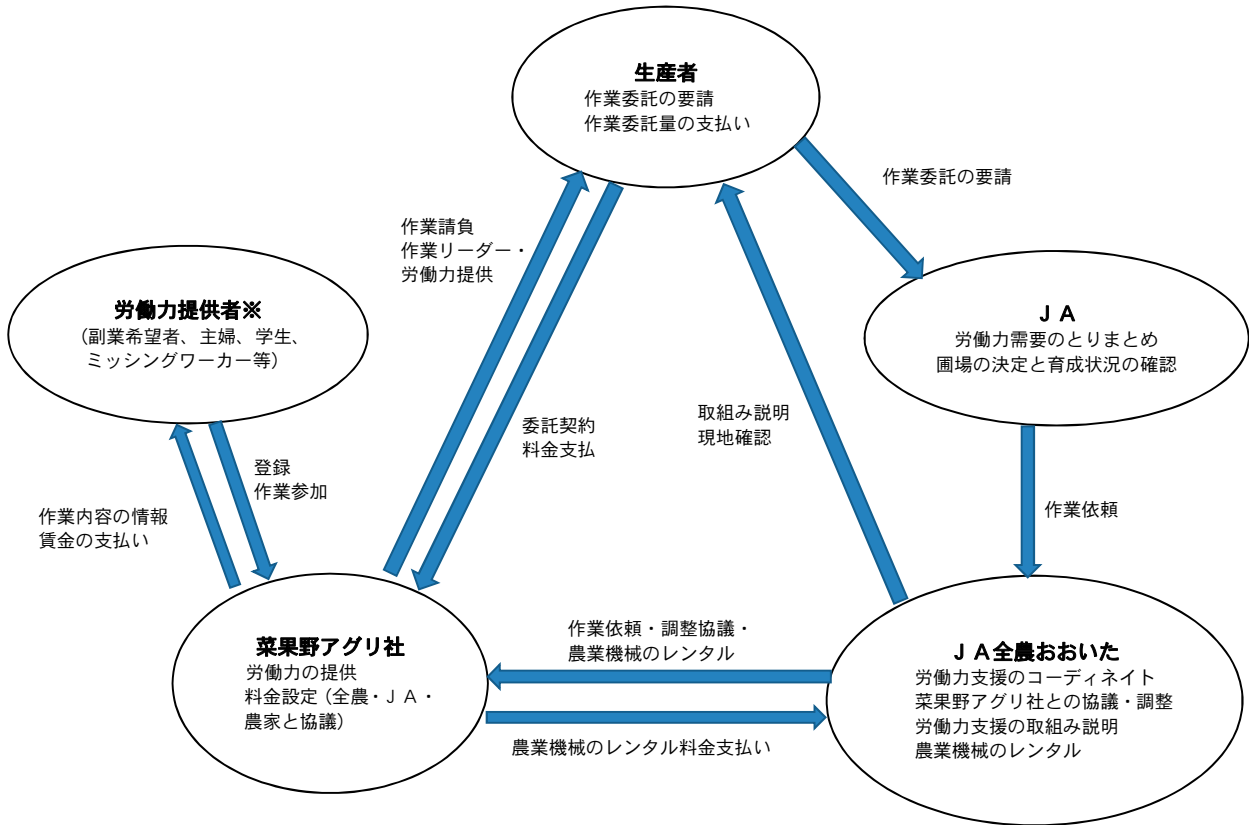 生産者
作業委託の要請
作業委託量の支払い
作業委託の要請
作業請負
作業リーダー・
労働力提供
労働力提供者※
（副業希望者、主婦、学生、
ミッシングワーカー等）
ＪＡ
労働力需要のとりまとめ
圃場の決定と育成状況の確認
委託契約
料金支払
取組み説明
現地確認
登録
作業参加
作業内容の情報
賃金の支払い
作業依頼
菜果野アグリ社
労働力の提供
料金設定（全農・ＪＡ・
農家と協議）
作業依頼・調整協議・
農業機械のレンタル
農業機械のレンタル料金支払い
ＪＡ全農おおいた
労働力支援のコーディネイト
菜果野アグリ社との協議・調整
労働力支援の取組み説明
農業機械のレンタル